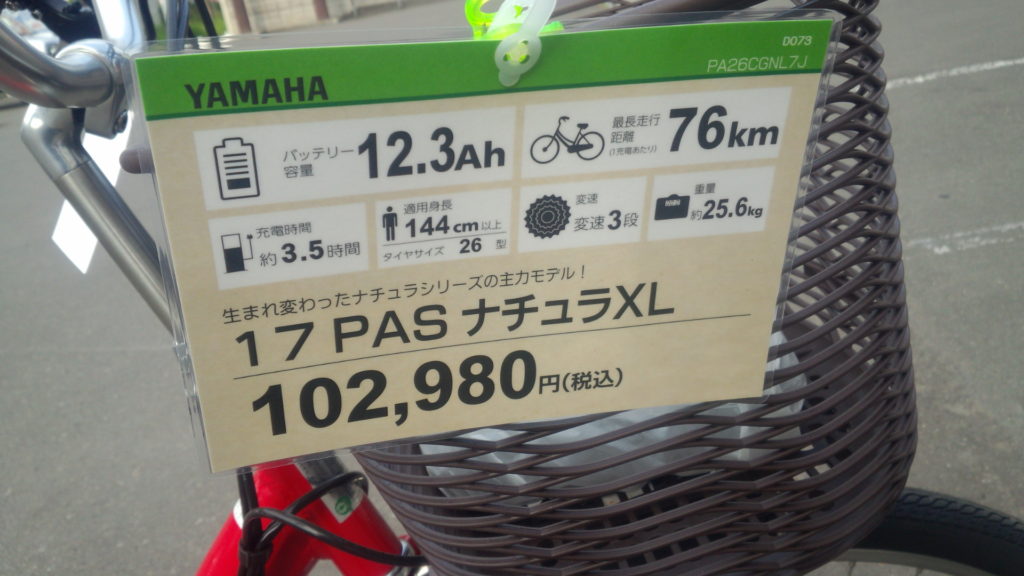 D073
PA26CGNL7J
YAMAHA
バッテリー容量 12.3Ah
最長走行距離 (1充電あたり) 76km
充電時間
約3.5時間
適用身長
144cm以上
タイヤサイズ 26 型
変速
変速3段
重量
約25.6kg
生まれ変わったナチュラシリーズの主力モデル！
17 PAS ナチュラXL
102,980円(税込)